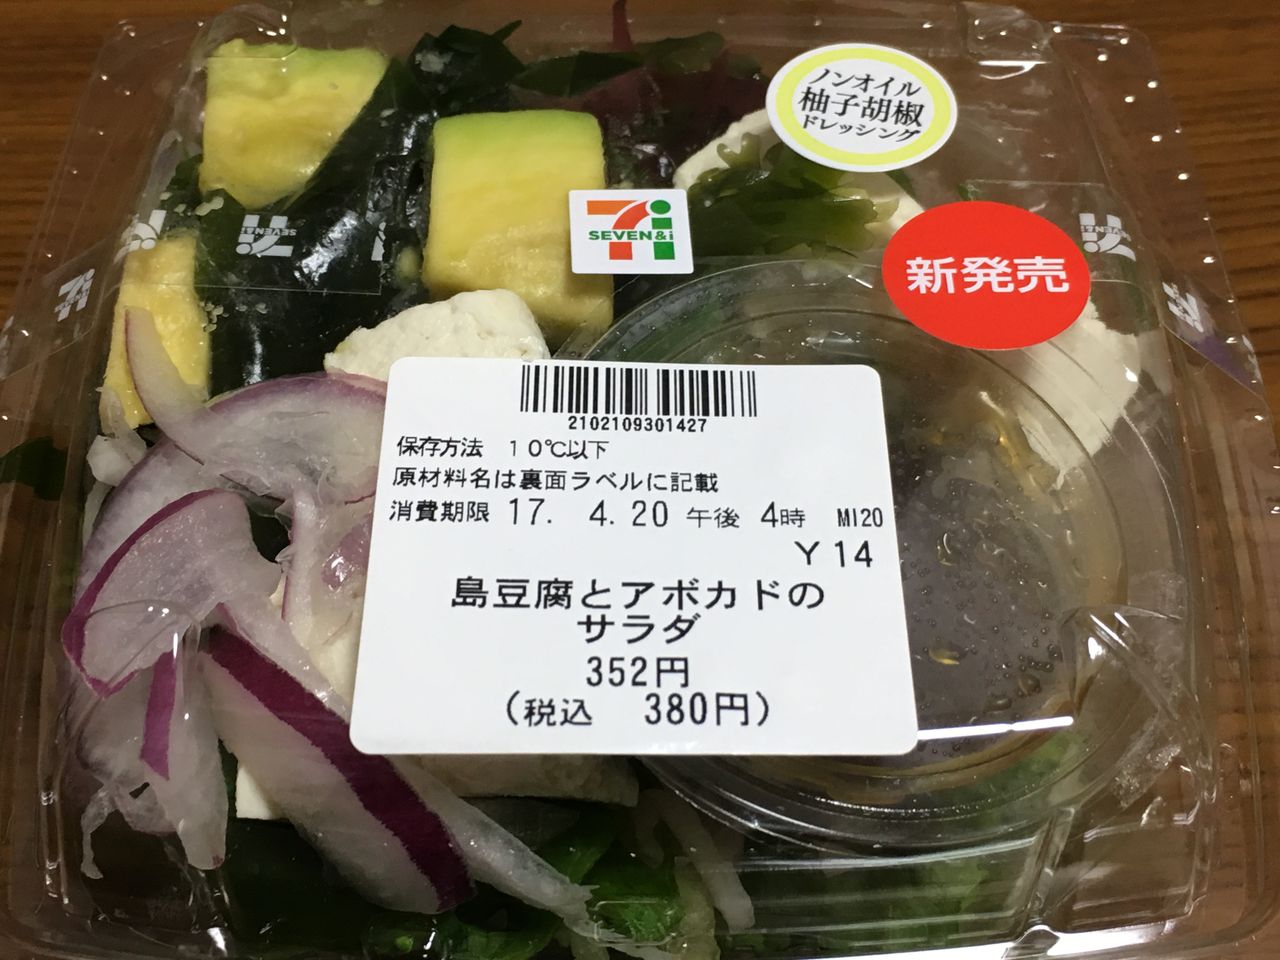 ノンオイル
柚子胡椒
ドレッシング
SEVEN&i
新発売
2102109301427
保存方法 10℃以下
原材料名は裏面ラベルに記載
消費期限 17. 4.20 午後 4時 MI20
Y14
島豆腐とアボカドの
サラダ
352円
(税込 380円)